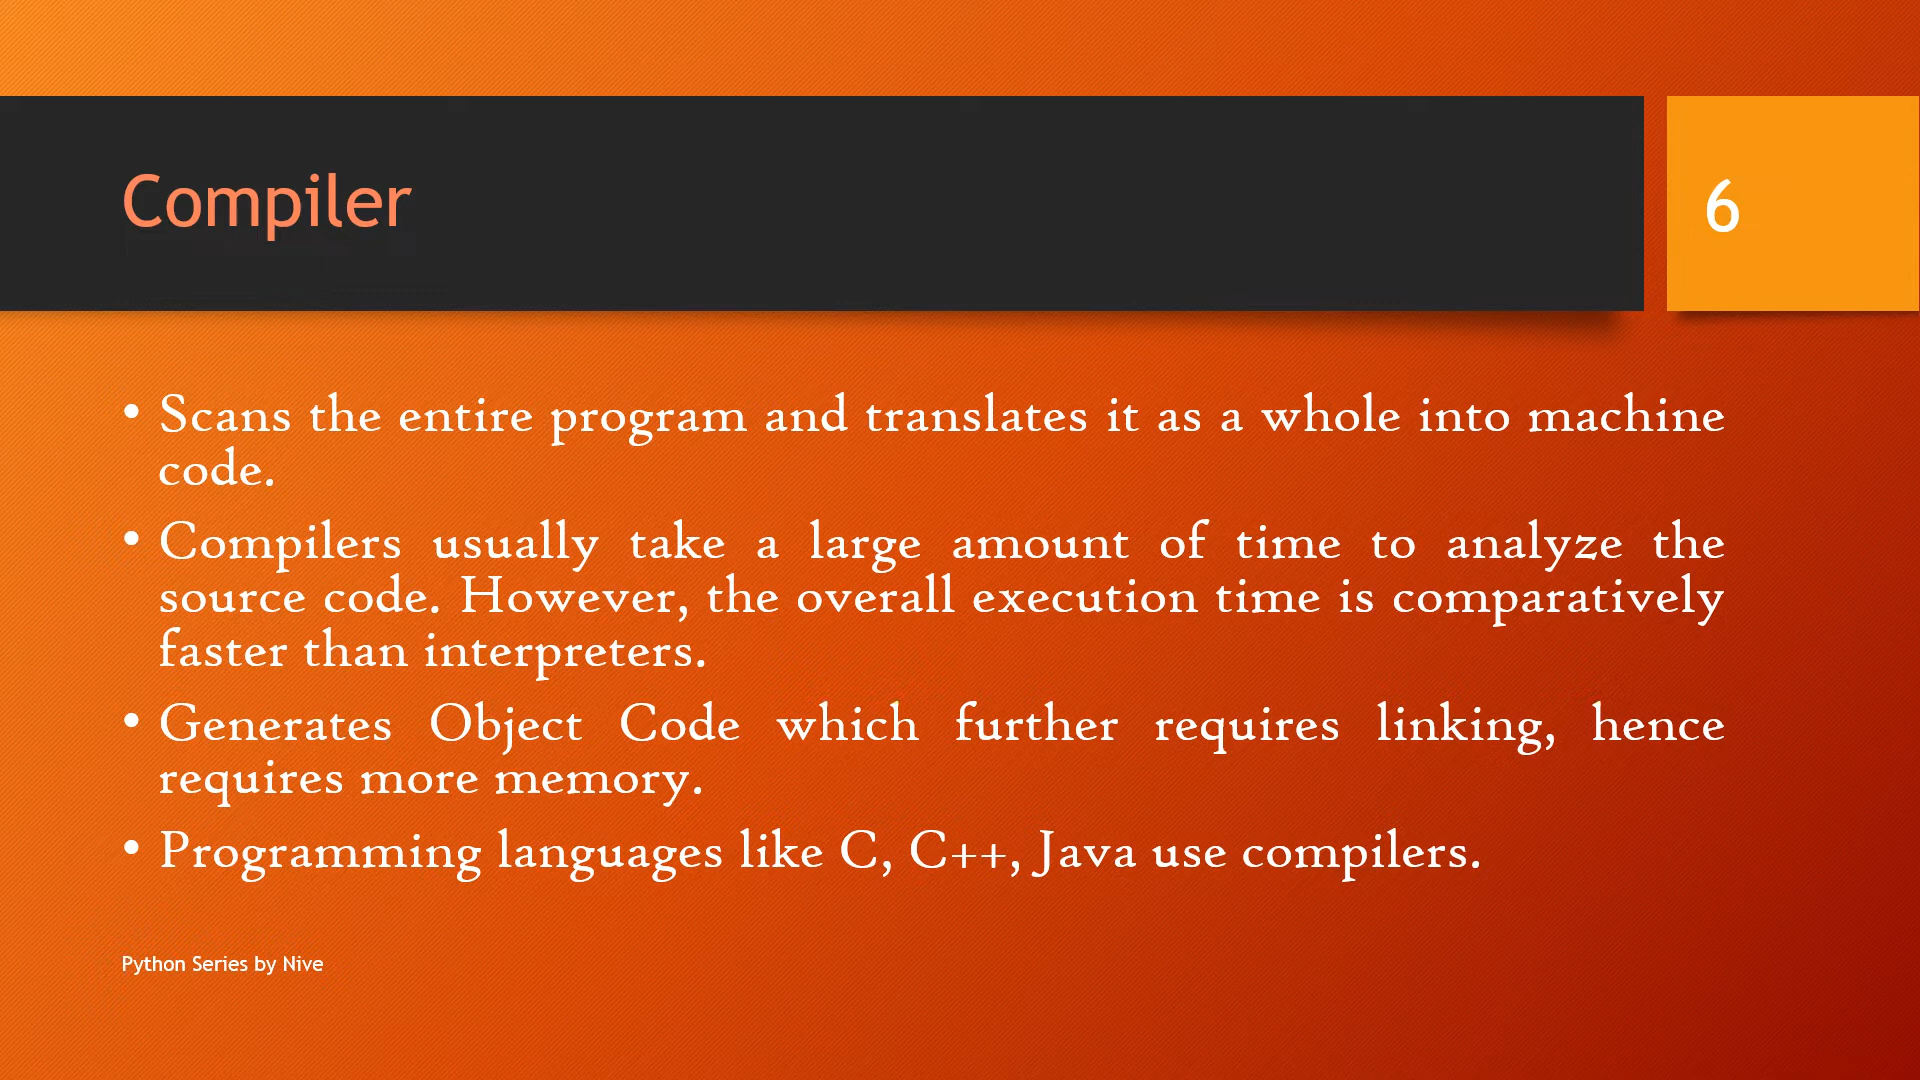 Compiler
6
• Scans the entire program and translates it as a whole into machine
code.
• Compilers usually take a large amount of time to analyze the
source code. However, the overall execution time is comparatively
faster than interpreters.
• Generates Object Code which further requires linking, hence
requires more memory.
• Programming languages like C, C++, Java use compilers.
Python Series by Nive